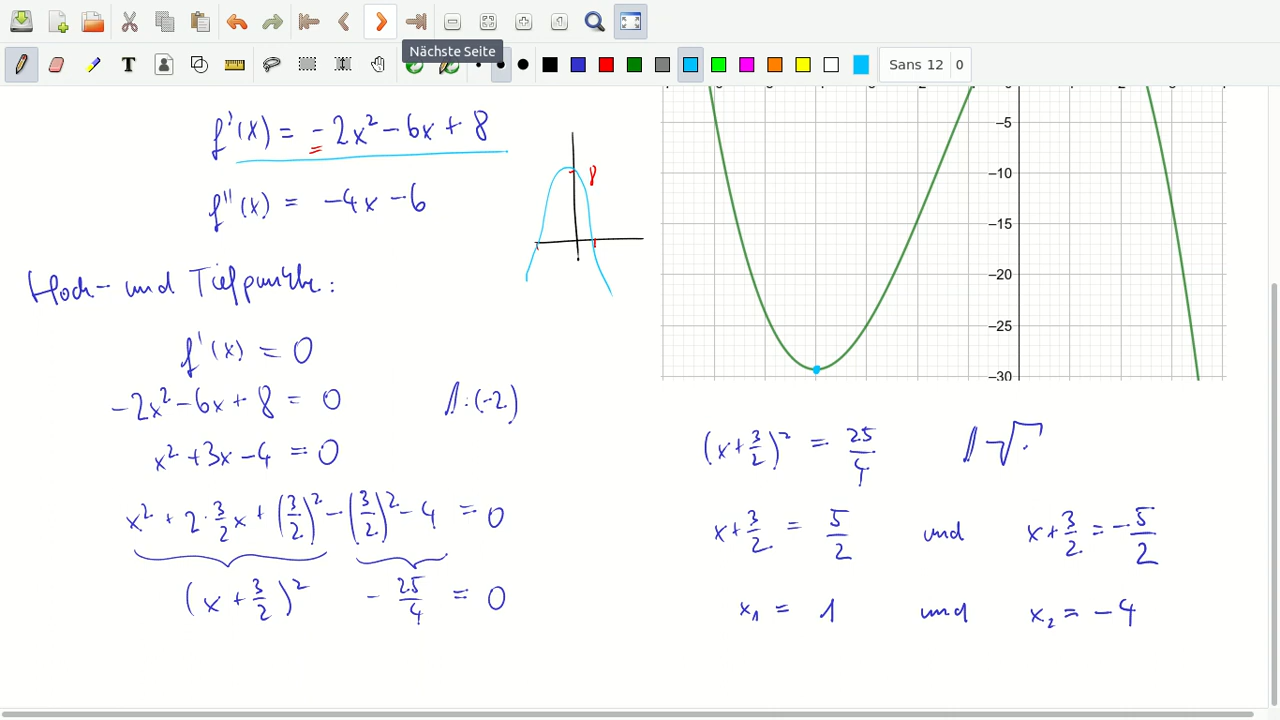 Nächste Seite
Sans 12 0
f'(x) = -2x² - 6x + 8
f''(x) = -4x - 6
8
Hoch- und Tiefpunkte:
f'(x) = 0
-2x² - 6x + 8 = 0 |:(-2)
x² + 3x - 4 = 0
x² + 2·3/2x + (3/2)² - (3/2)² - 4 = 0
(x + 3/2)² - 25/4 = 0
-5
-10
-15
-20
-25
-30
(x+3/2)² = 25/4 | √.
x+3/2 = 5/2 und x+3/2 = -5/2
x₁ = 1 und x₂ = -4